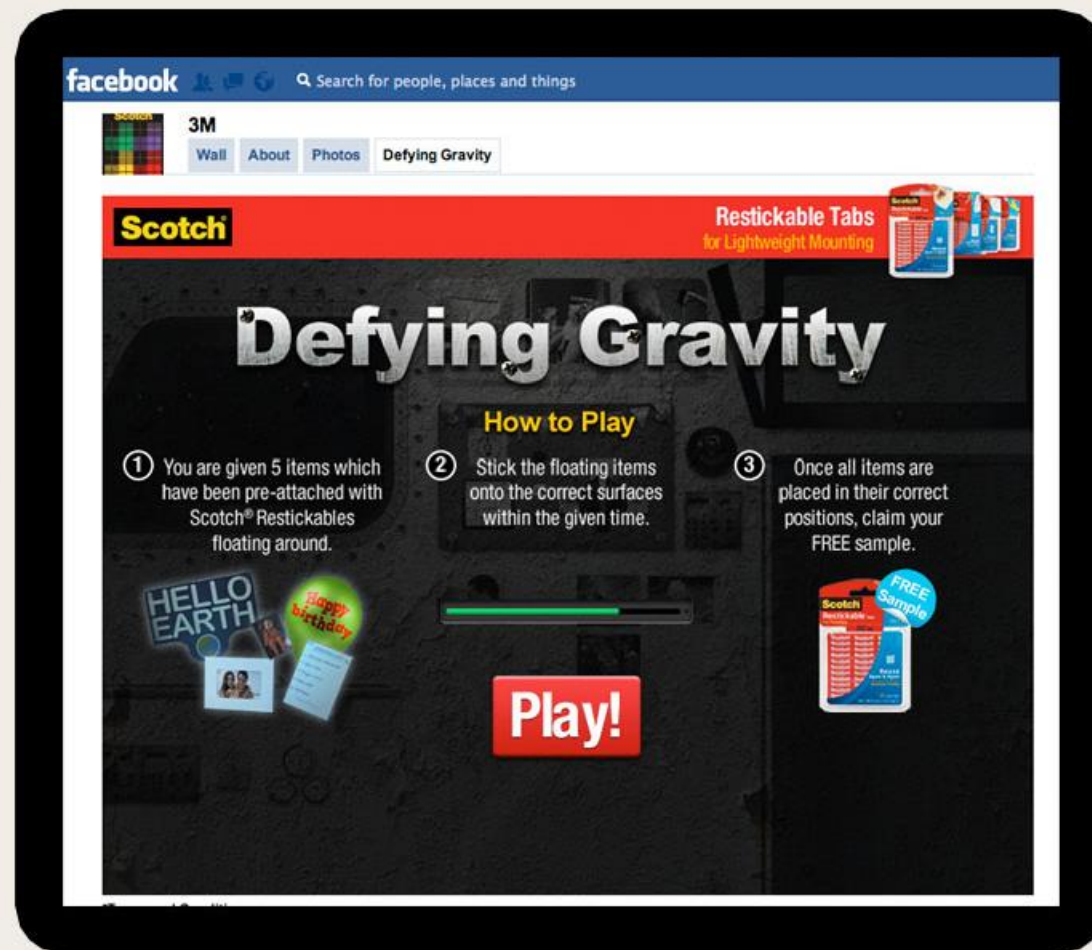 facebook
Search for people, places and things
Scotch
3M
Wall
About
Photos
Defying Gravity
Scotch
Restickable Tabs
for Lightweight Mounting
Scotch
Defying Gravity
How to Play
1
You are given 5 items which
have been pre-attached with
Scotch® Restickables
floating around.
2
Stick the floating items
onto the correct surfaces
within the given time.
3
Once all items are
placed in their correct
positions, claim your
FREE sample.
HELLO
EARTH
Happy
birthday
Play!
FREE
Sample
Scotch
Restickable